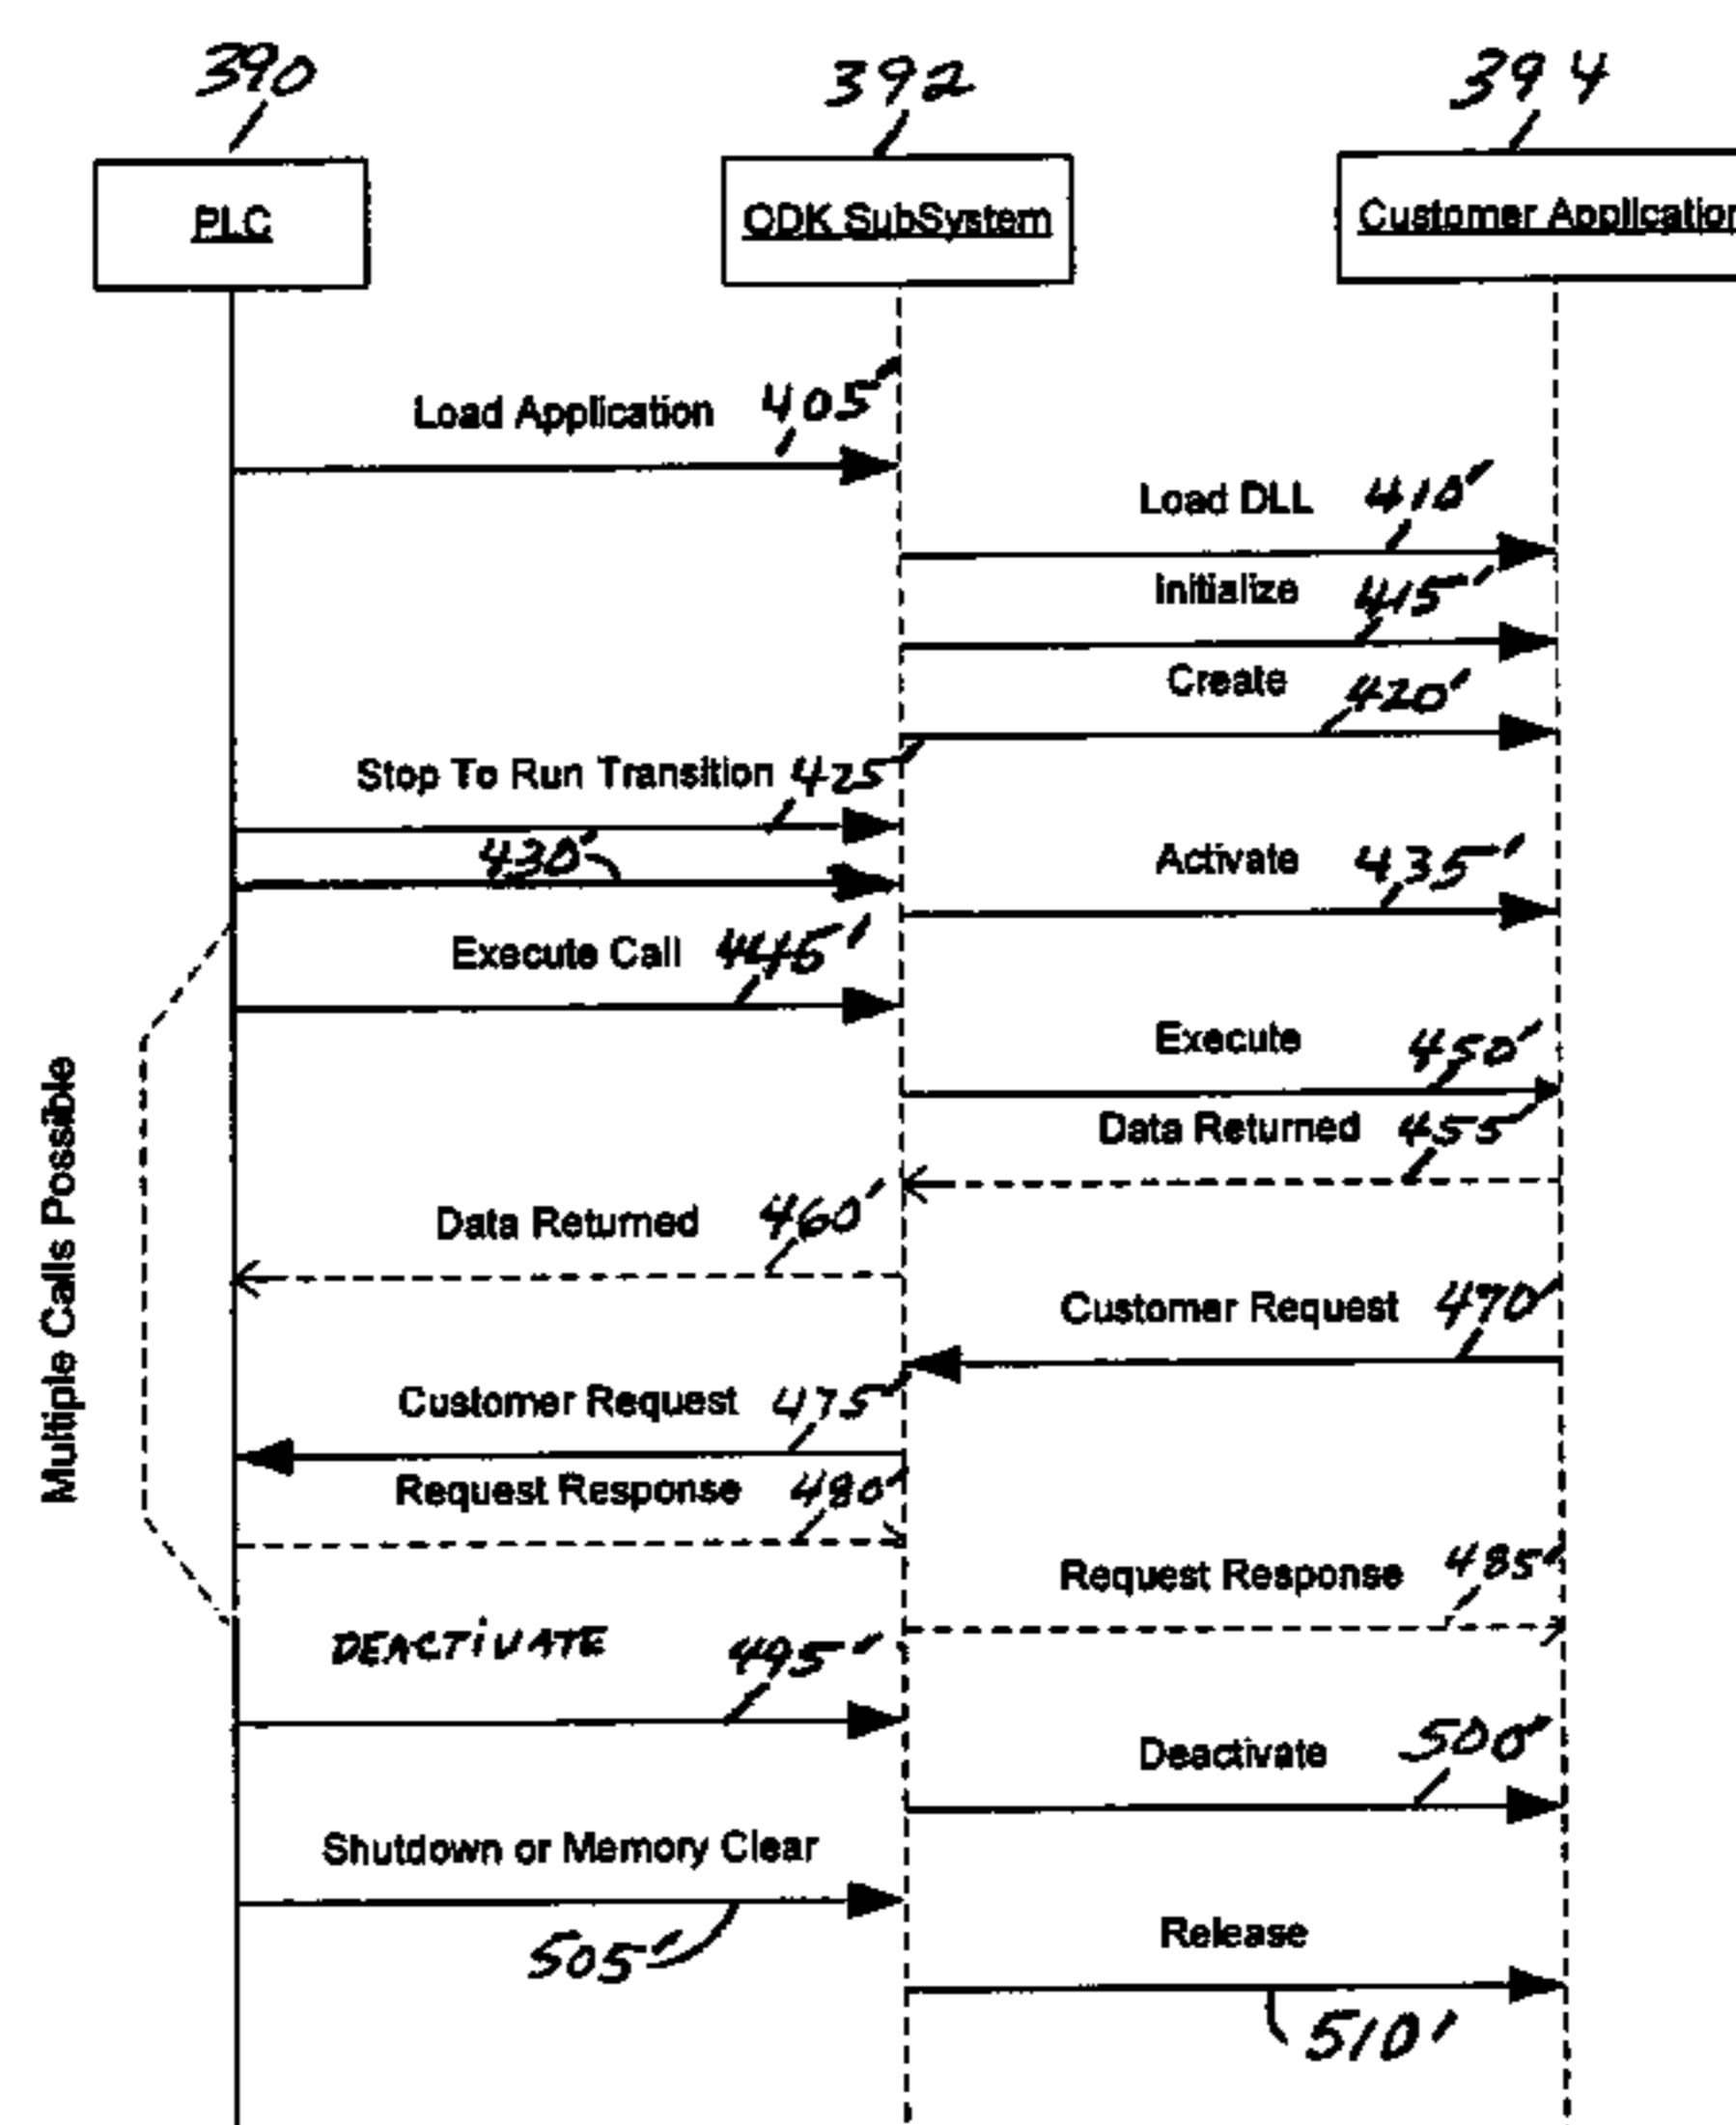 390
392
394
PLC
ODK SubSystem
Customer Application
Load Application 405'
Load DLL 410'
Initialize 415'
Create 420'
Stop To Run Transition 425'
430'
Activate 435'
Execute Call 445'
Execute 450'
Data Returned 455'
Data Returned 460'
Customer Request 470'
Customer Request 475'
Request Response 480'
Request Response 485'
Multiple Calls Possible
DEACTiVATE 495'
Deactivate 500'
Shutdown or Memory Clear
505'
Release
510'